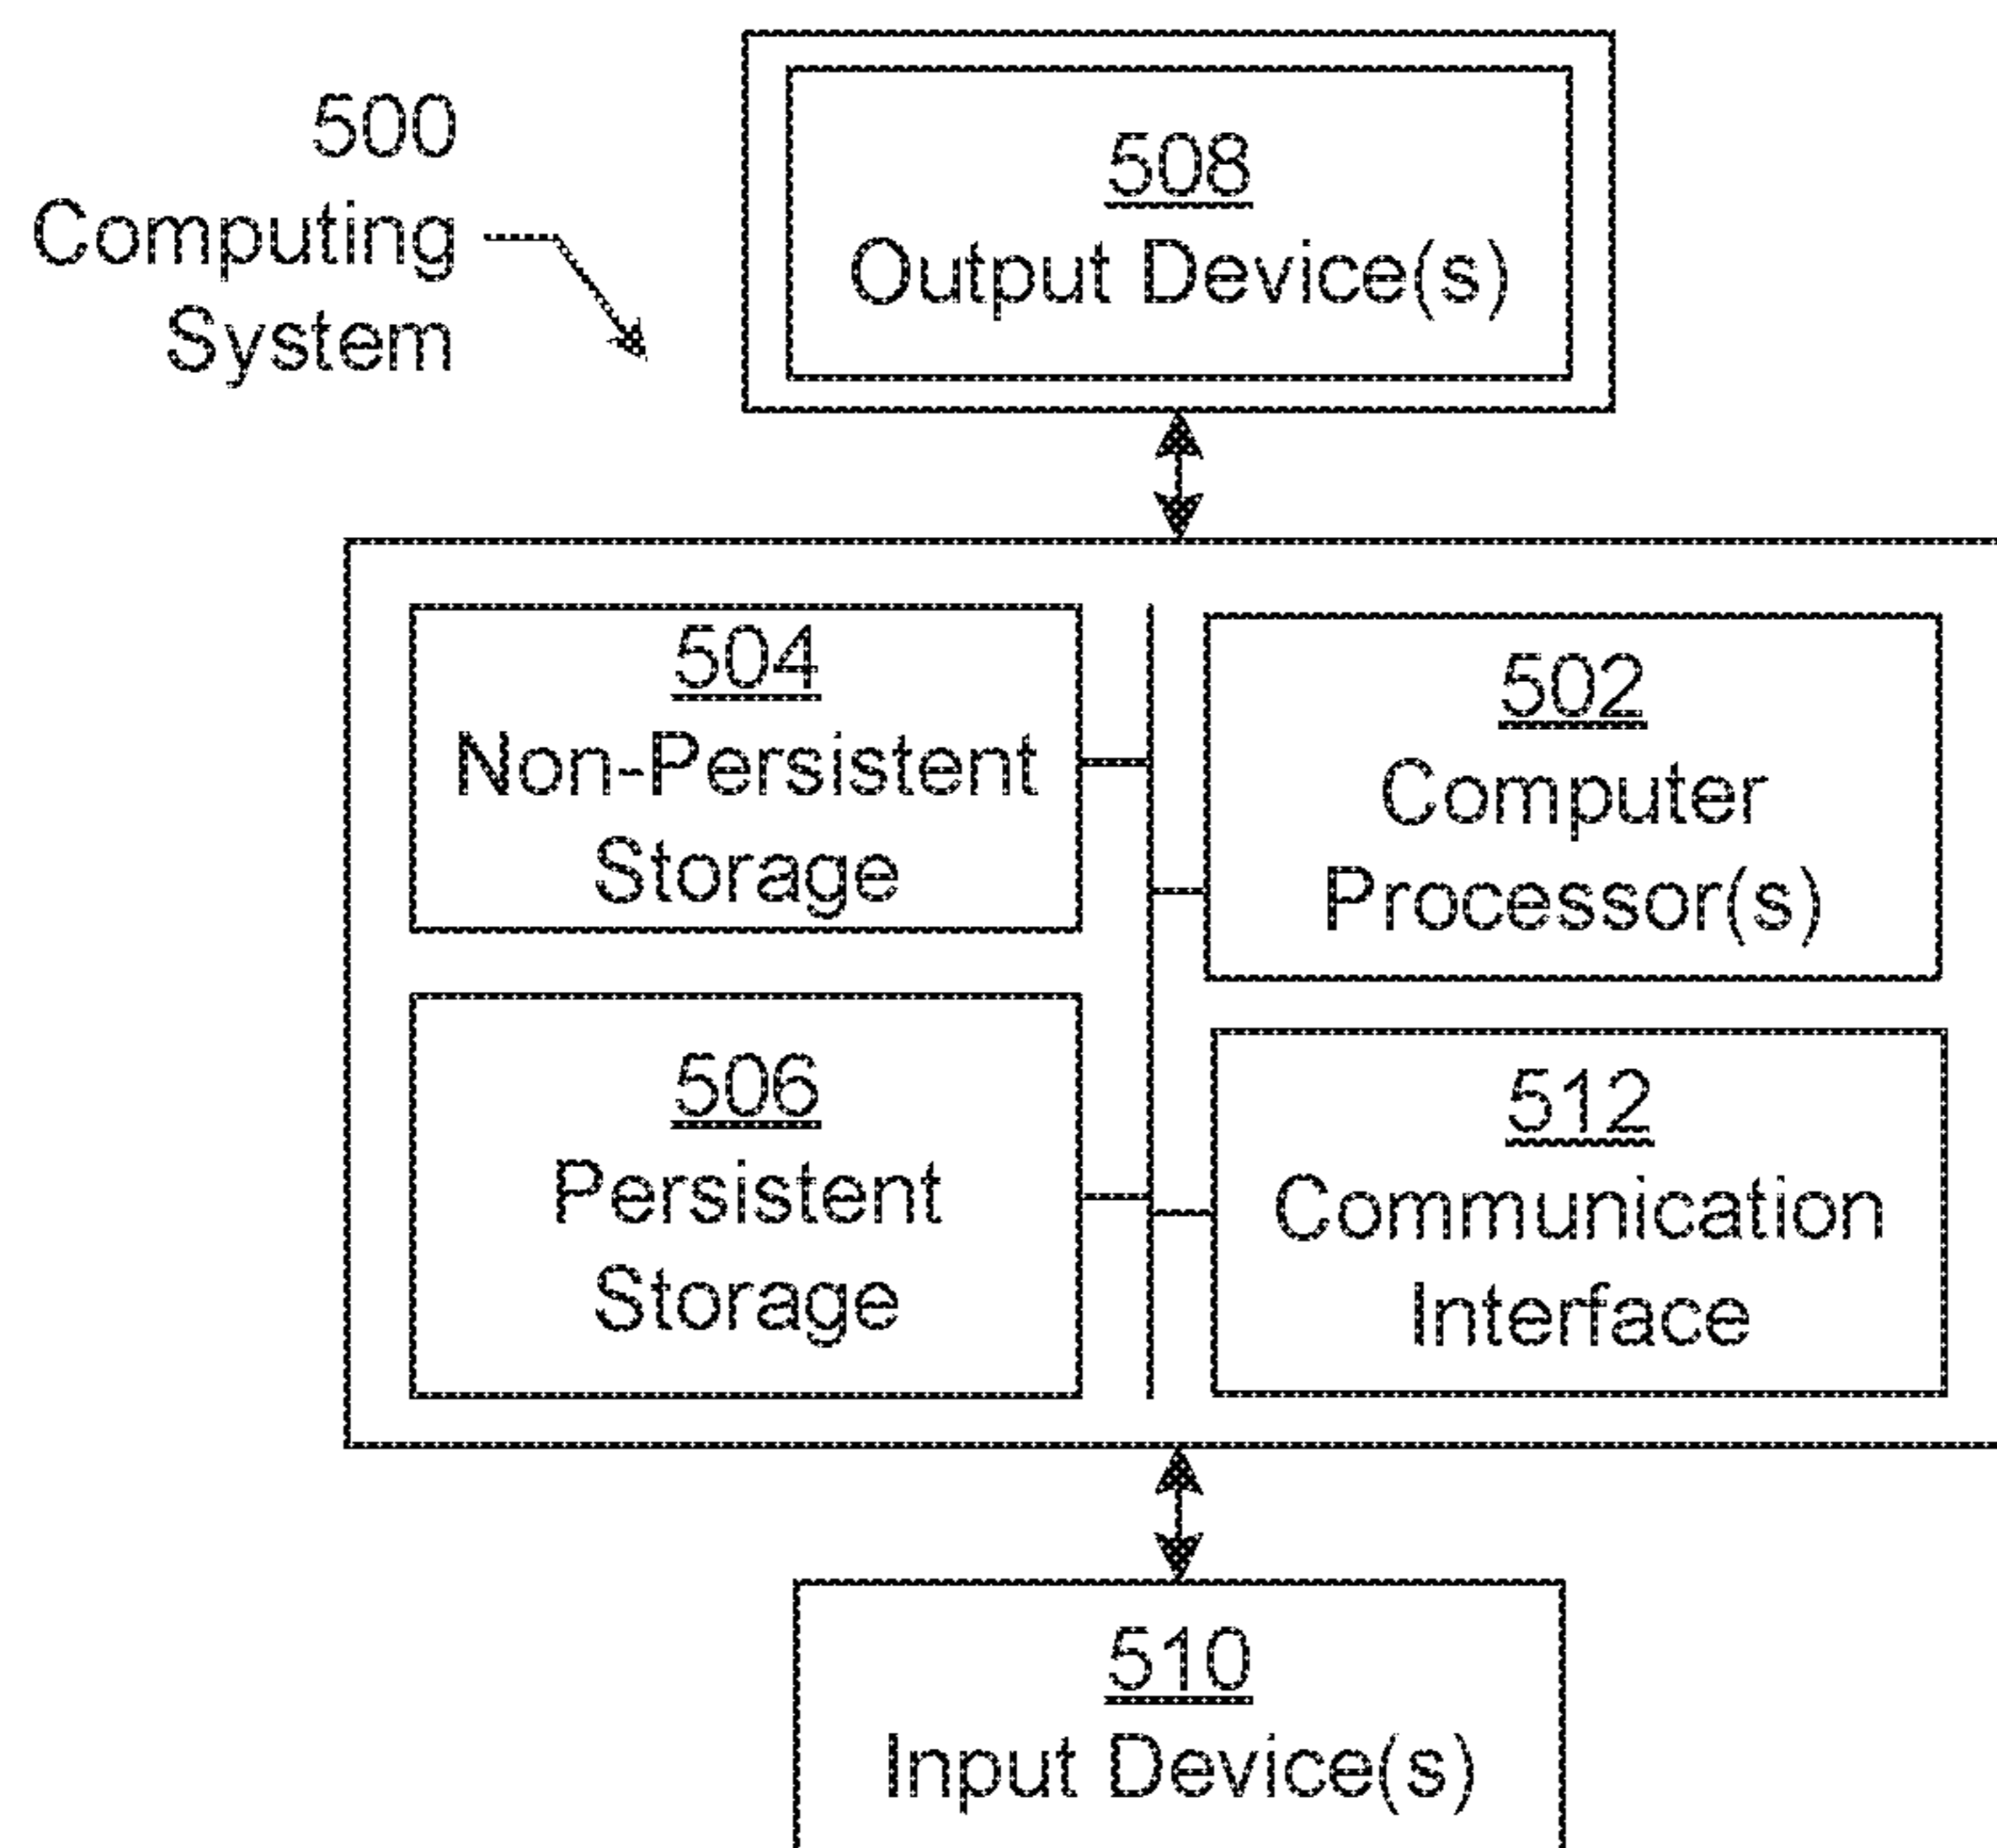 500
Computing
System
508
Output Device(s)
504
Non-Persistent
Storage
502
Computer
Processor(s)
506
Persistent
Storage
512
Communication
Interface
510
Input Device(s)